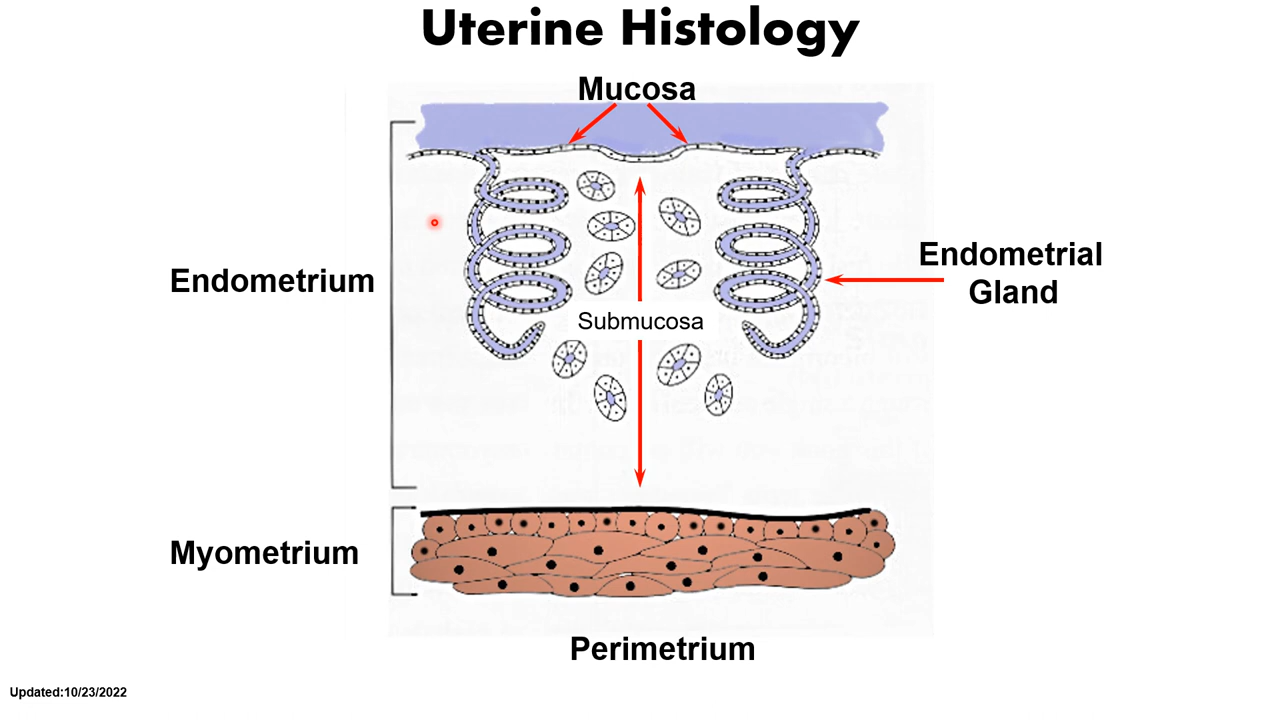 Uterine Histology
Mucosa
Endometrium
Endometrial
Gland
Submucosa
Myometrium
Perimetrium
Updated:10/23/2022